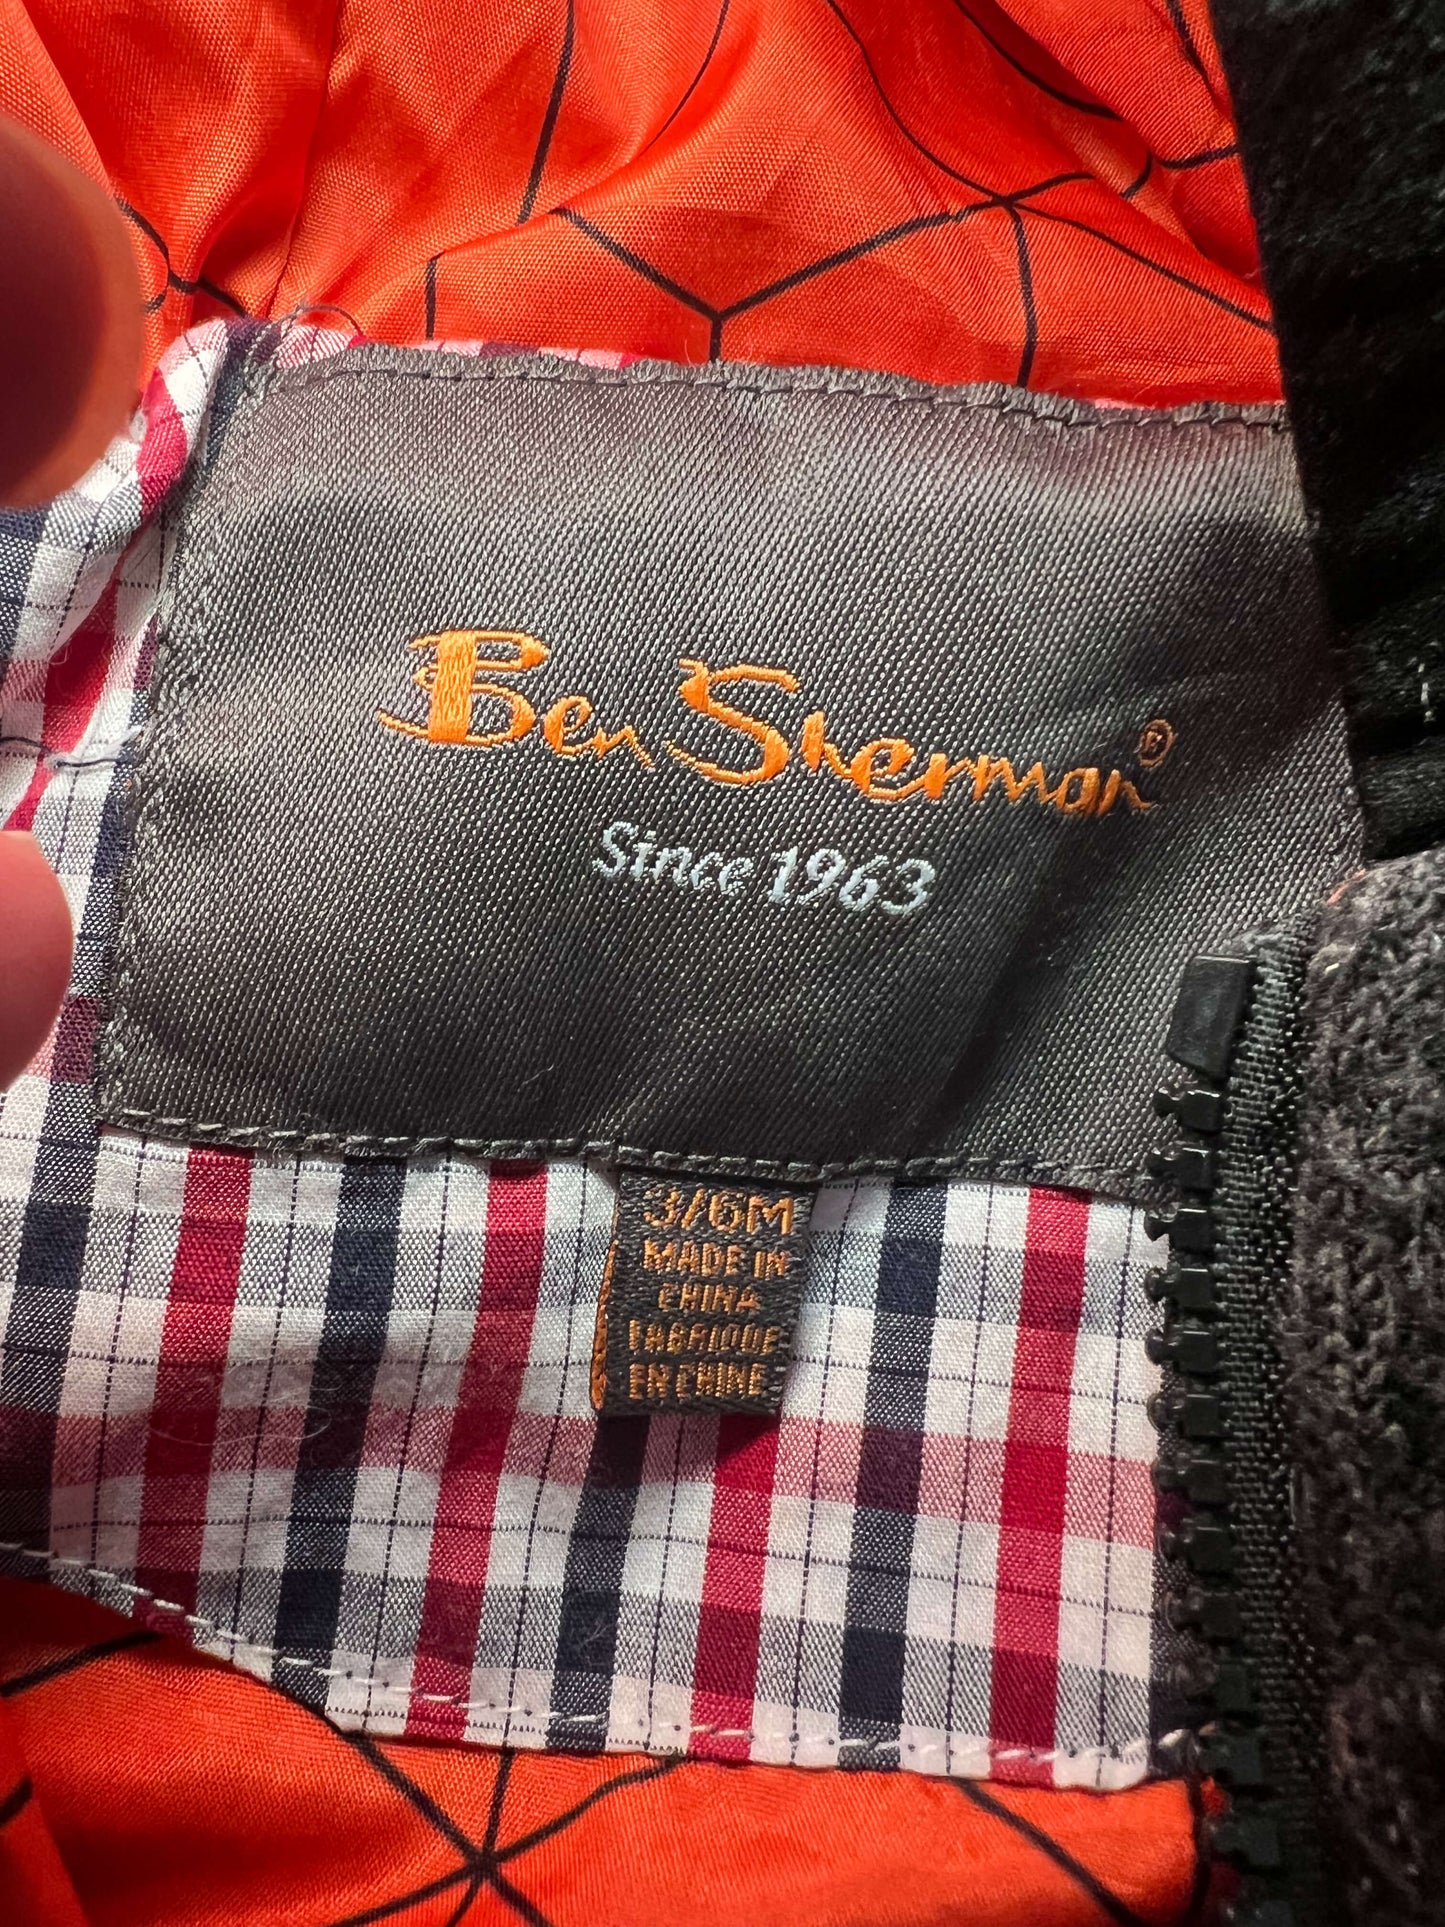 Ben Sherman®
Since 1963
3/6M
MADE IN
CHINA
FABRIQUE
EN CHINE